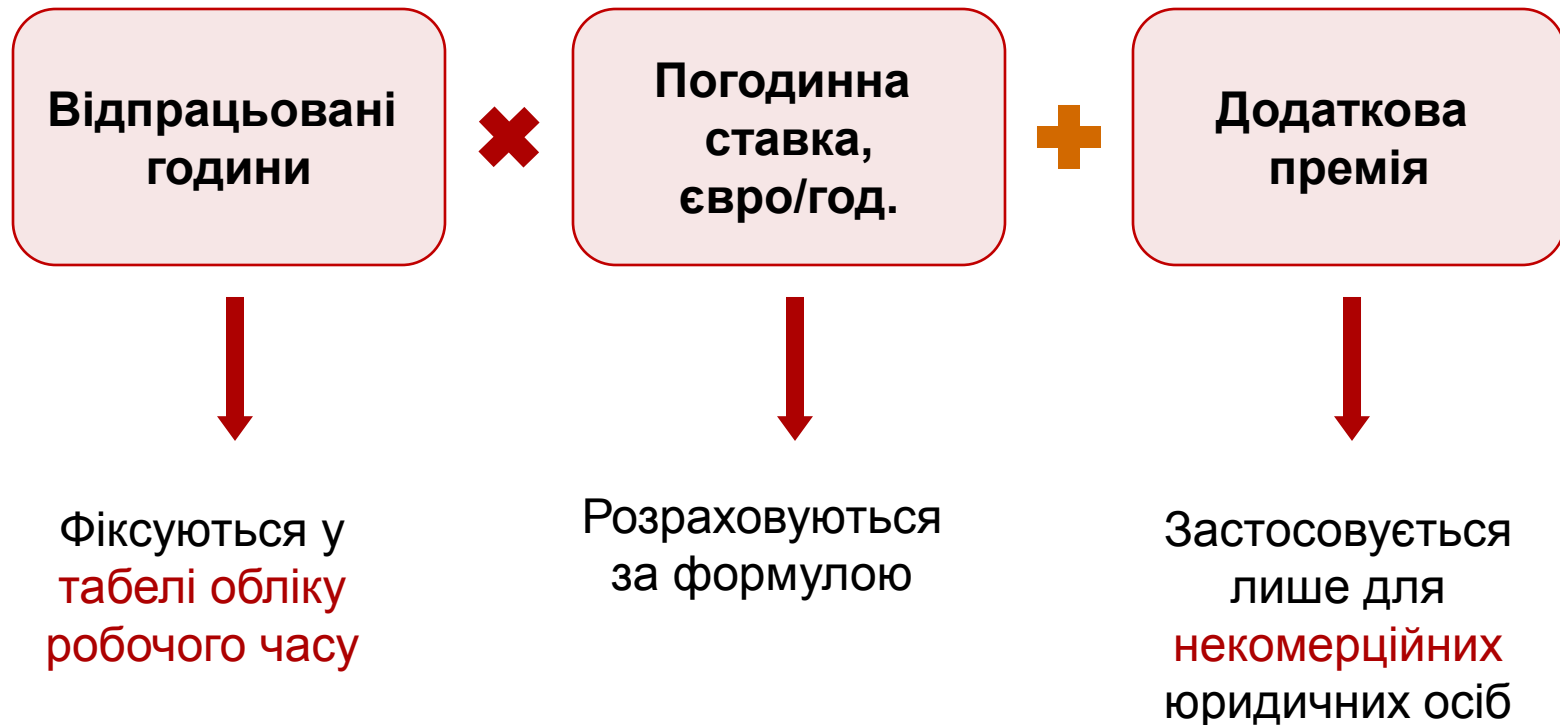 Відпрацьовані
години
Погодинна
ставка,
євро/год.
Додаткова
премія
Фіксуються у
табелі обліку
робочого часу
Розраховуються
за формулою
Застосовується
лише для
некомерційних
юридичних осіб